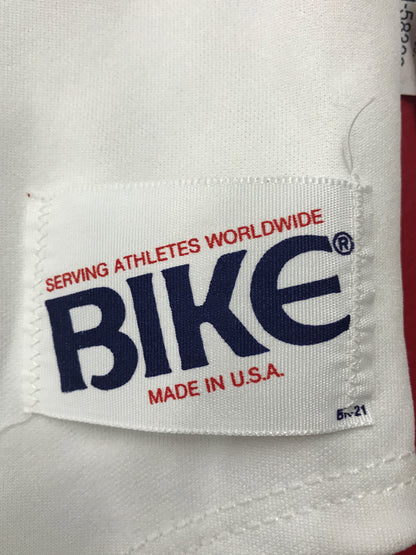 SERVING ATHLETES WORLDWIDE
BIKE®
MADE IN U.S.A.